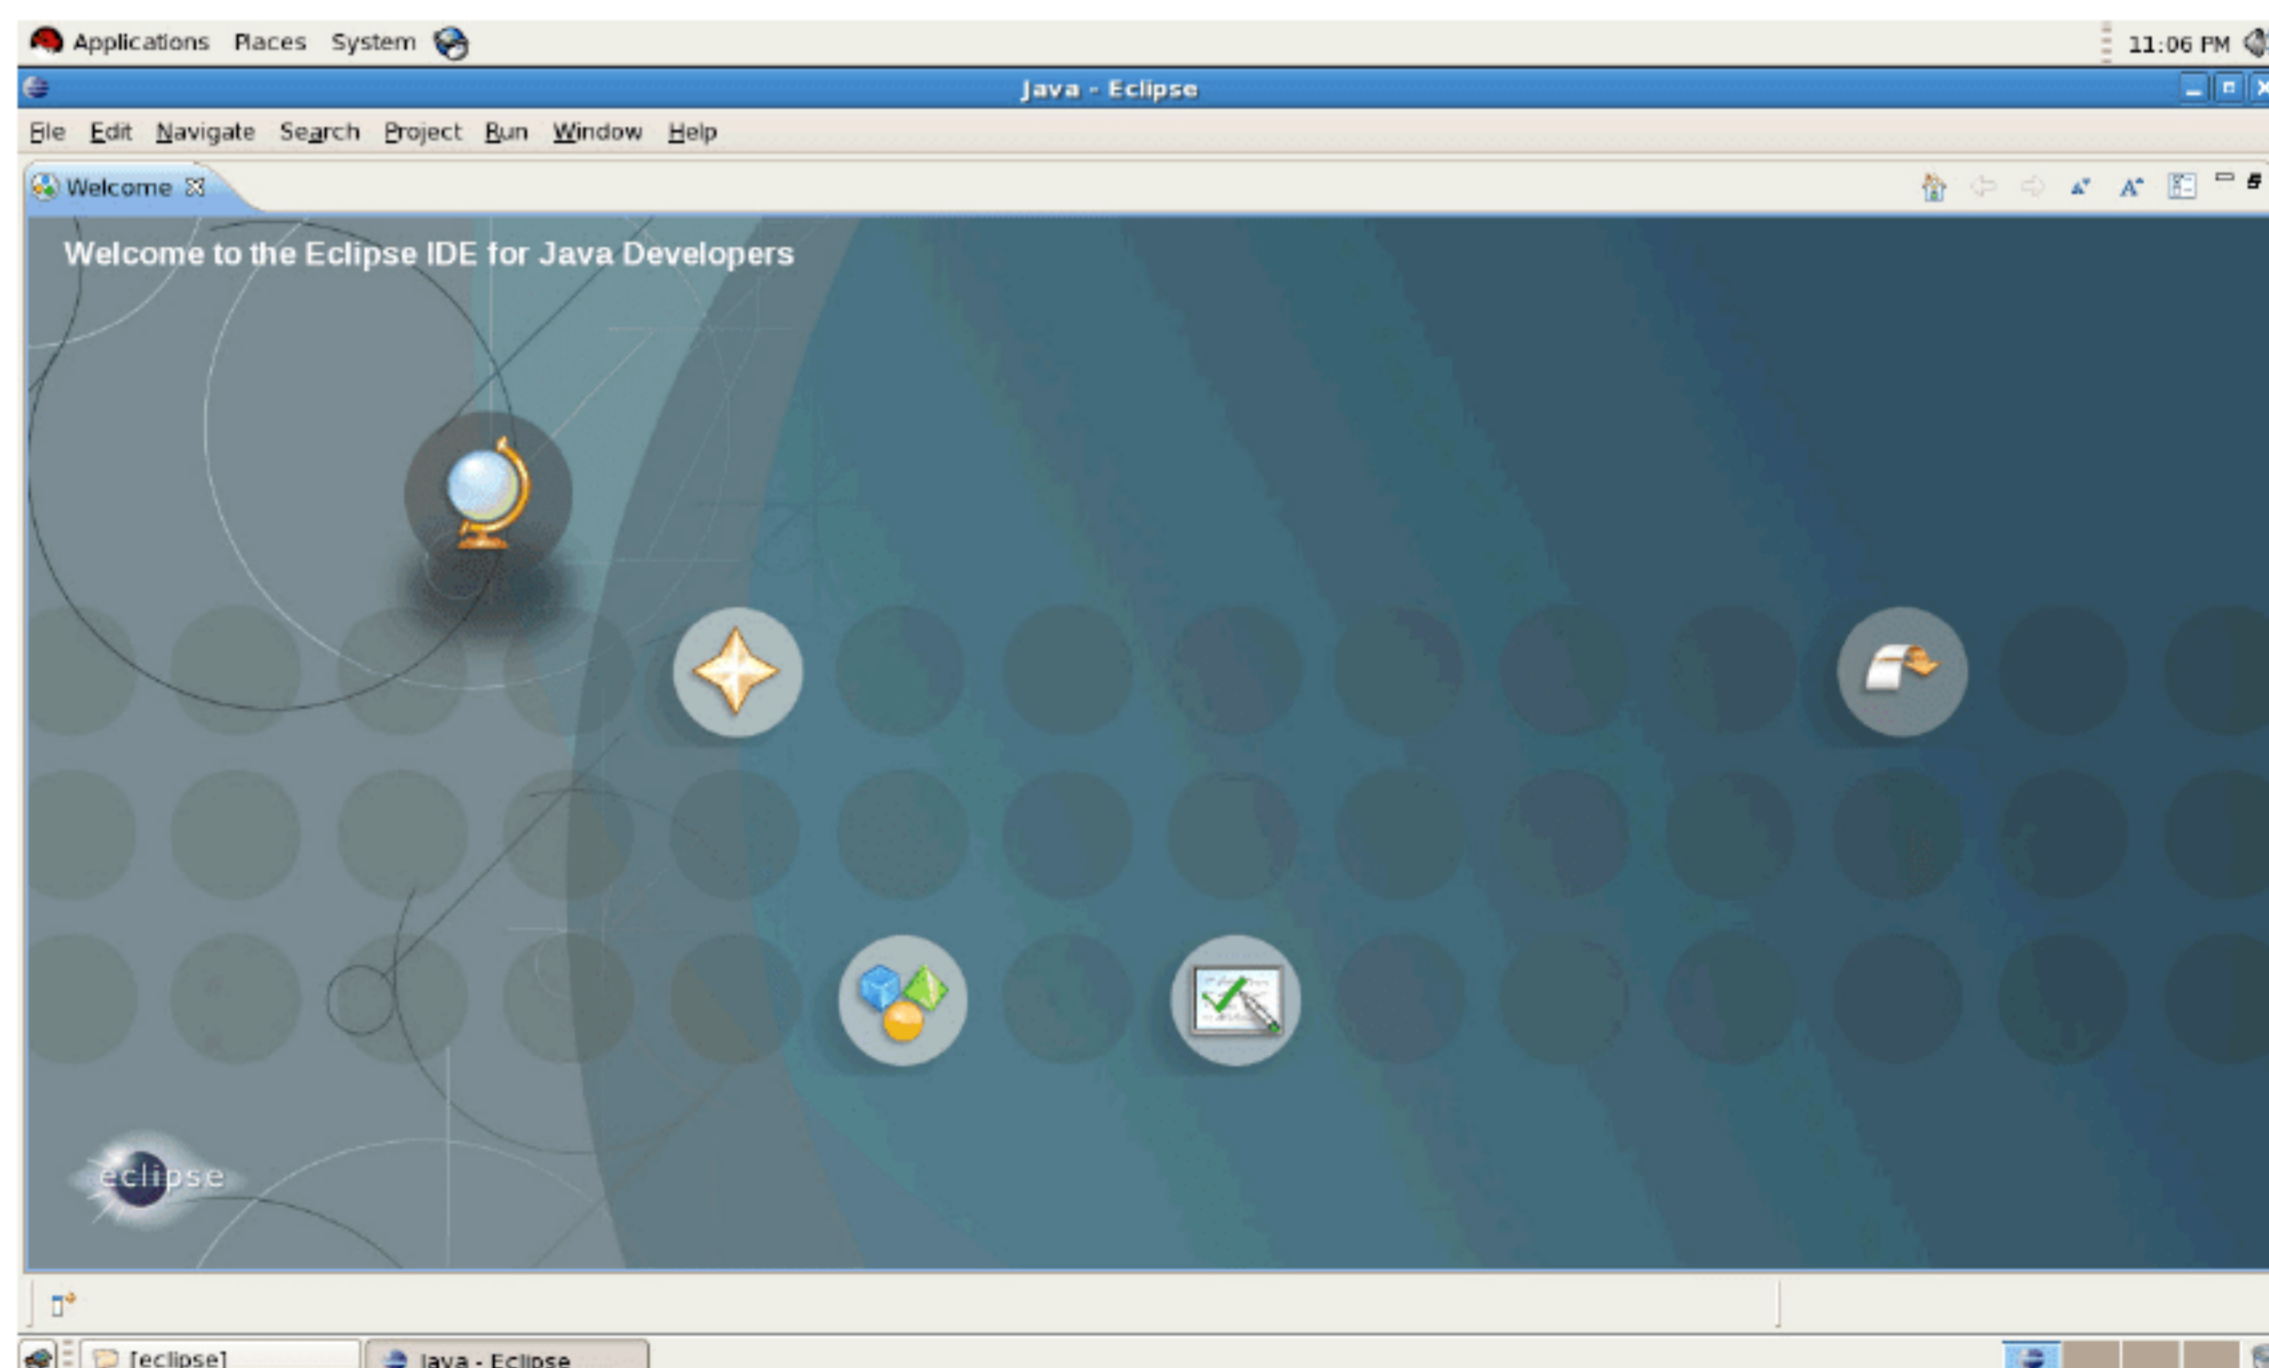 Applications Places System
11:06 PM
Java - Eclipse
File Edit Navigate Search Project Run Window Help
Welcome
Welcome to the Eclipse IDE for Java Developers
eclipse
[eclipse]
Java - Eclipse